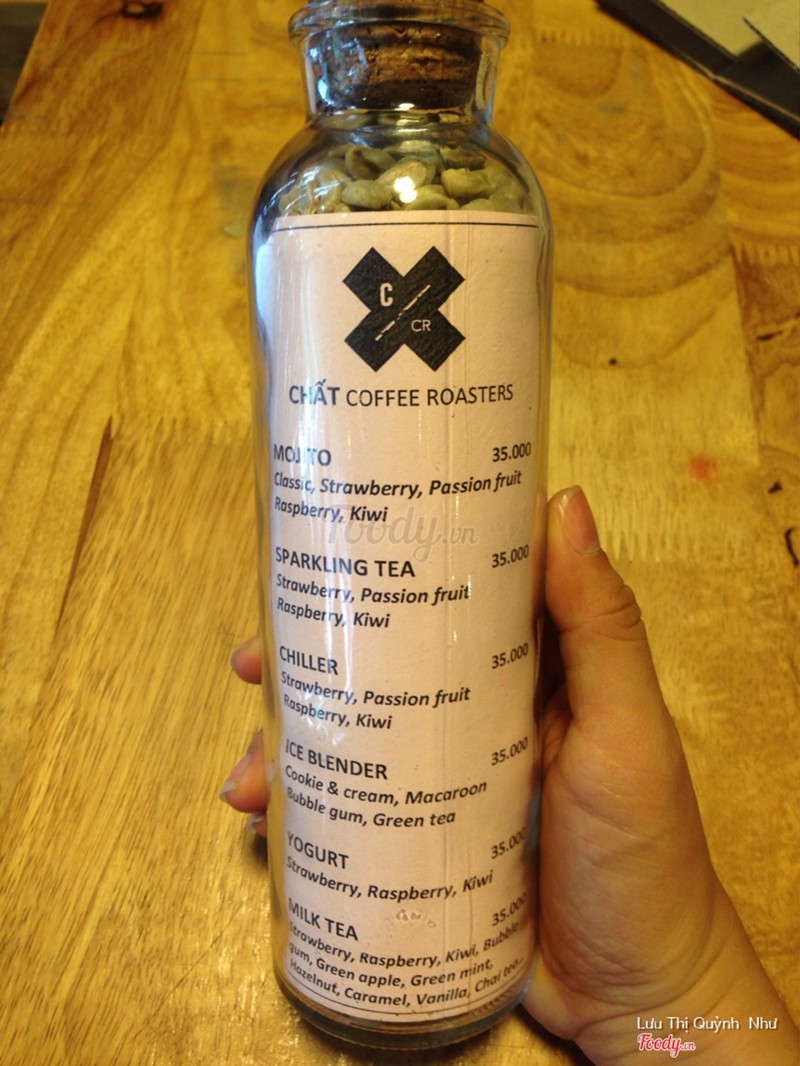 C
CR
CHẤT COFFEE ROASTERS
MOJITO 35.000
Classic, Strawberry, Passion fruit
Raspberry, Kiwi
Foody.vn
SPARKLING TEA 35.000
Strawberry, Passion fruit
Raspberry, Kiwi
CHILLER 35.000
Strawberry, Passion fruit
Raspberry, Kiwi
ICE BLENDER 35.000
Cookie & cream, Macaroon
Bubble gum, Green tea
YOGURT 35.000
Strawberry, Raspberry, Kiwi
MILK TEA 35.000
Strawberry, Raspberry, Kiwi, Bubble
gum, Green apple, Green mint,
Hazelnut, Caramel, Vanilla, Chai tea...
Lưu Thị Quỳnh Như
Foody.vn